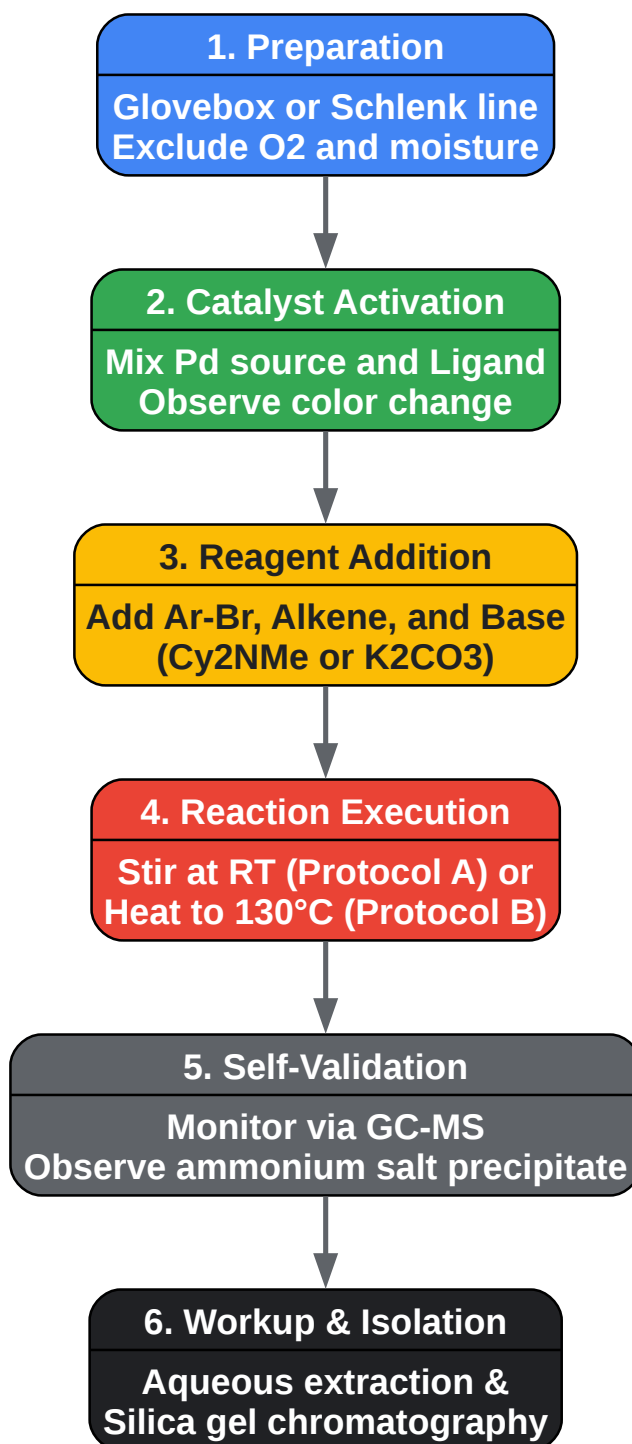 1. Preparation
Glovebox or Schlenk line
Exclude O2 and moisture
2. Catalyst Activation
Mix Pd source and Ligand
Observe color change
3. Reagent Addition
Add Ar-Br, Alkene, and Base
(Cy2NMe or K2CO3)
4. Reaction Execution
Stir at RT (Protocol A) or
Heat to 130°C (Protocol B)
5. Self-Validation
Monitor via GC-MS
Observe ammonium salt precipitate
6. Workup & Isolation
Aqueous extraction &
Silica gel chromatography